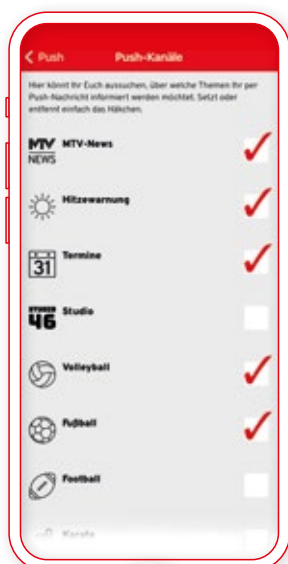 Push
Push-Kanäle
Hier könnt Ihr Euch aussuchen, über welche Themen Ihr per
Push-Nachricht informiert werden möchtet. Setzt oder
entfernt einfach das Häkchen.
MTV
NEWS
MTV-News
Hitzewarnung
31
Termine
46
Studio
Volleyball
Fußball
Football
Karate